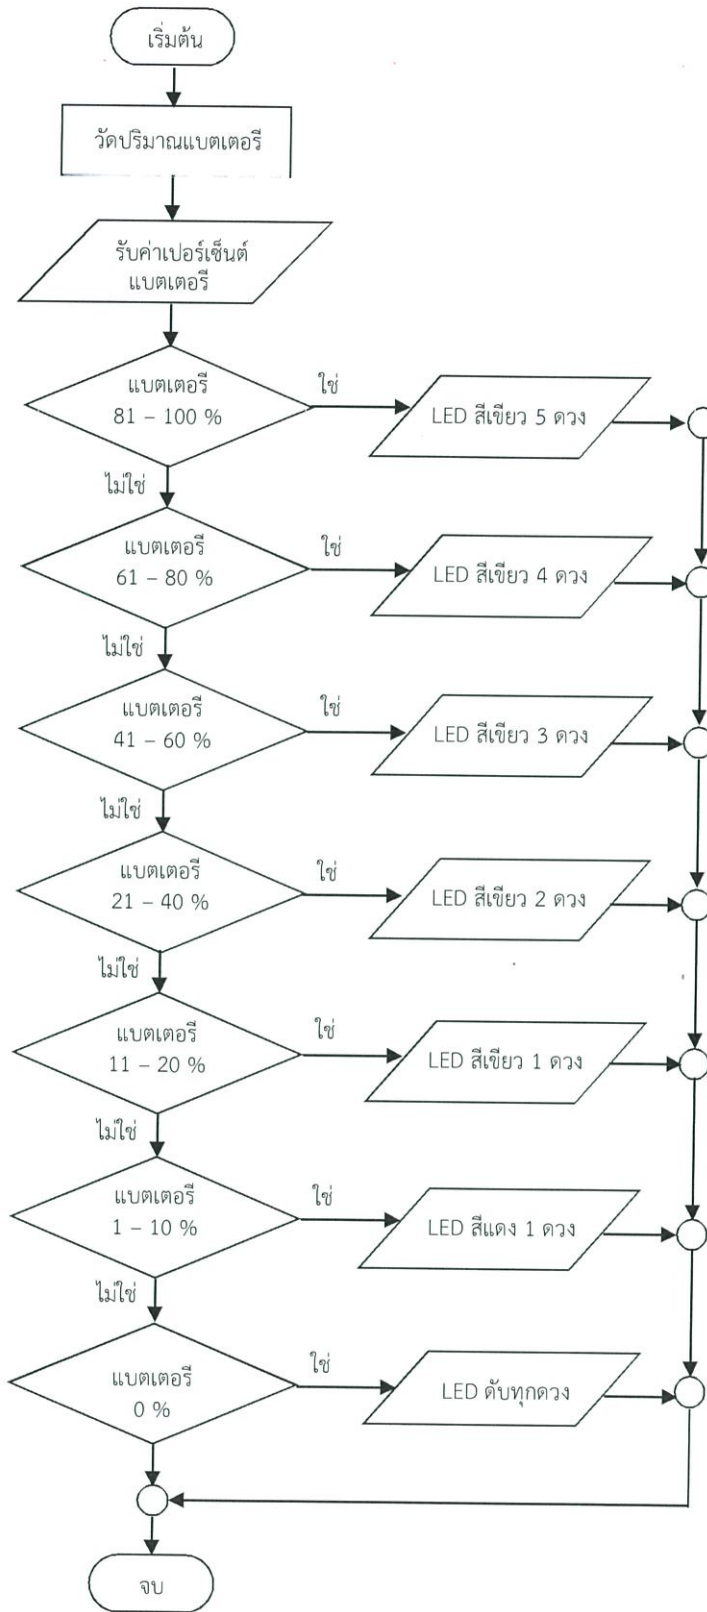 เริ่มต้น
วัดปริมาณแบตเตอรี
รับค่าเปอร์เซ็นต์
แบตเตอรี
แบตเตอรี
81 – 100 %
ใช่
LED สีเขียว 5 ดวง
ไม่ใช่
แบตเตอรี
61 – 80 %
ใช่
LED สีเขียว 4 ดวง
ไม่ใช่
แบตเตอรี
41 – 60 %
ใช่
LED สีเขียว 3 ดวง
ไม่ใช่
แบตเตอรี
21 – 40 %
ใช่
LED สีเขียว 2 ดวง
ไม่ใช่
แบตเตอรี
11 – 20 %
ใช่
LED สีเขียว 1 ดวง
ไม่ใช่
แบตเตอรี
1 – 10 %
ใช่
LED สีแดง 1 ดวง
ไม่ใช่
แบตเตอรี
0 %
ใช่
LED ดับทุกดวง
จบ